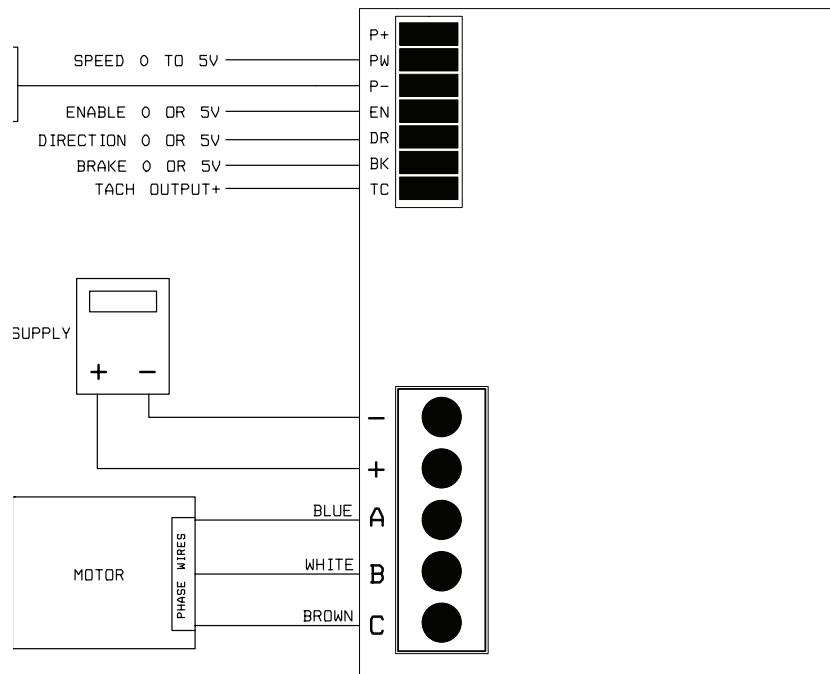 P+
SPEED 0 TO 5V PW
P-
ENABLE 0 OR 5V EN
DIRECTION 0 OR 5V DR
BRAKE 0 OR 5V BK
TACH OUTPUT+ TC
SUPPLY
+ −
−
+
BLUE A
WHITE B
BROWN C
MOTOR
PHASE WIRES